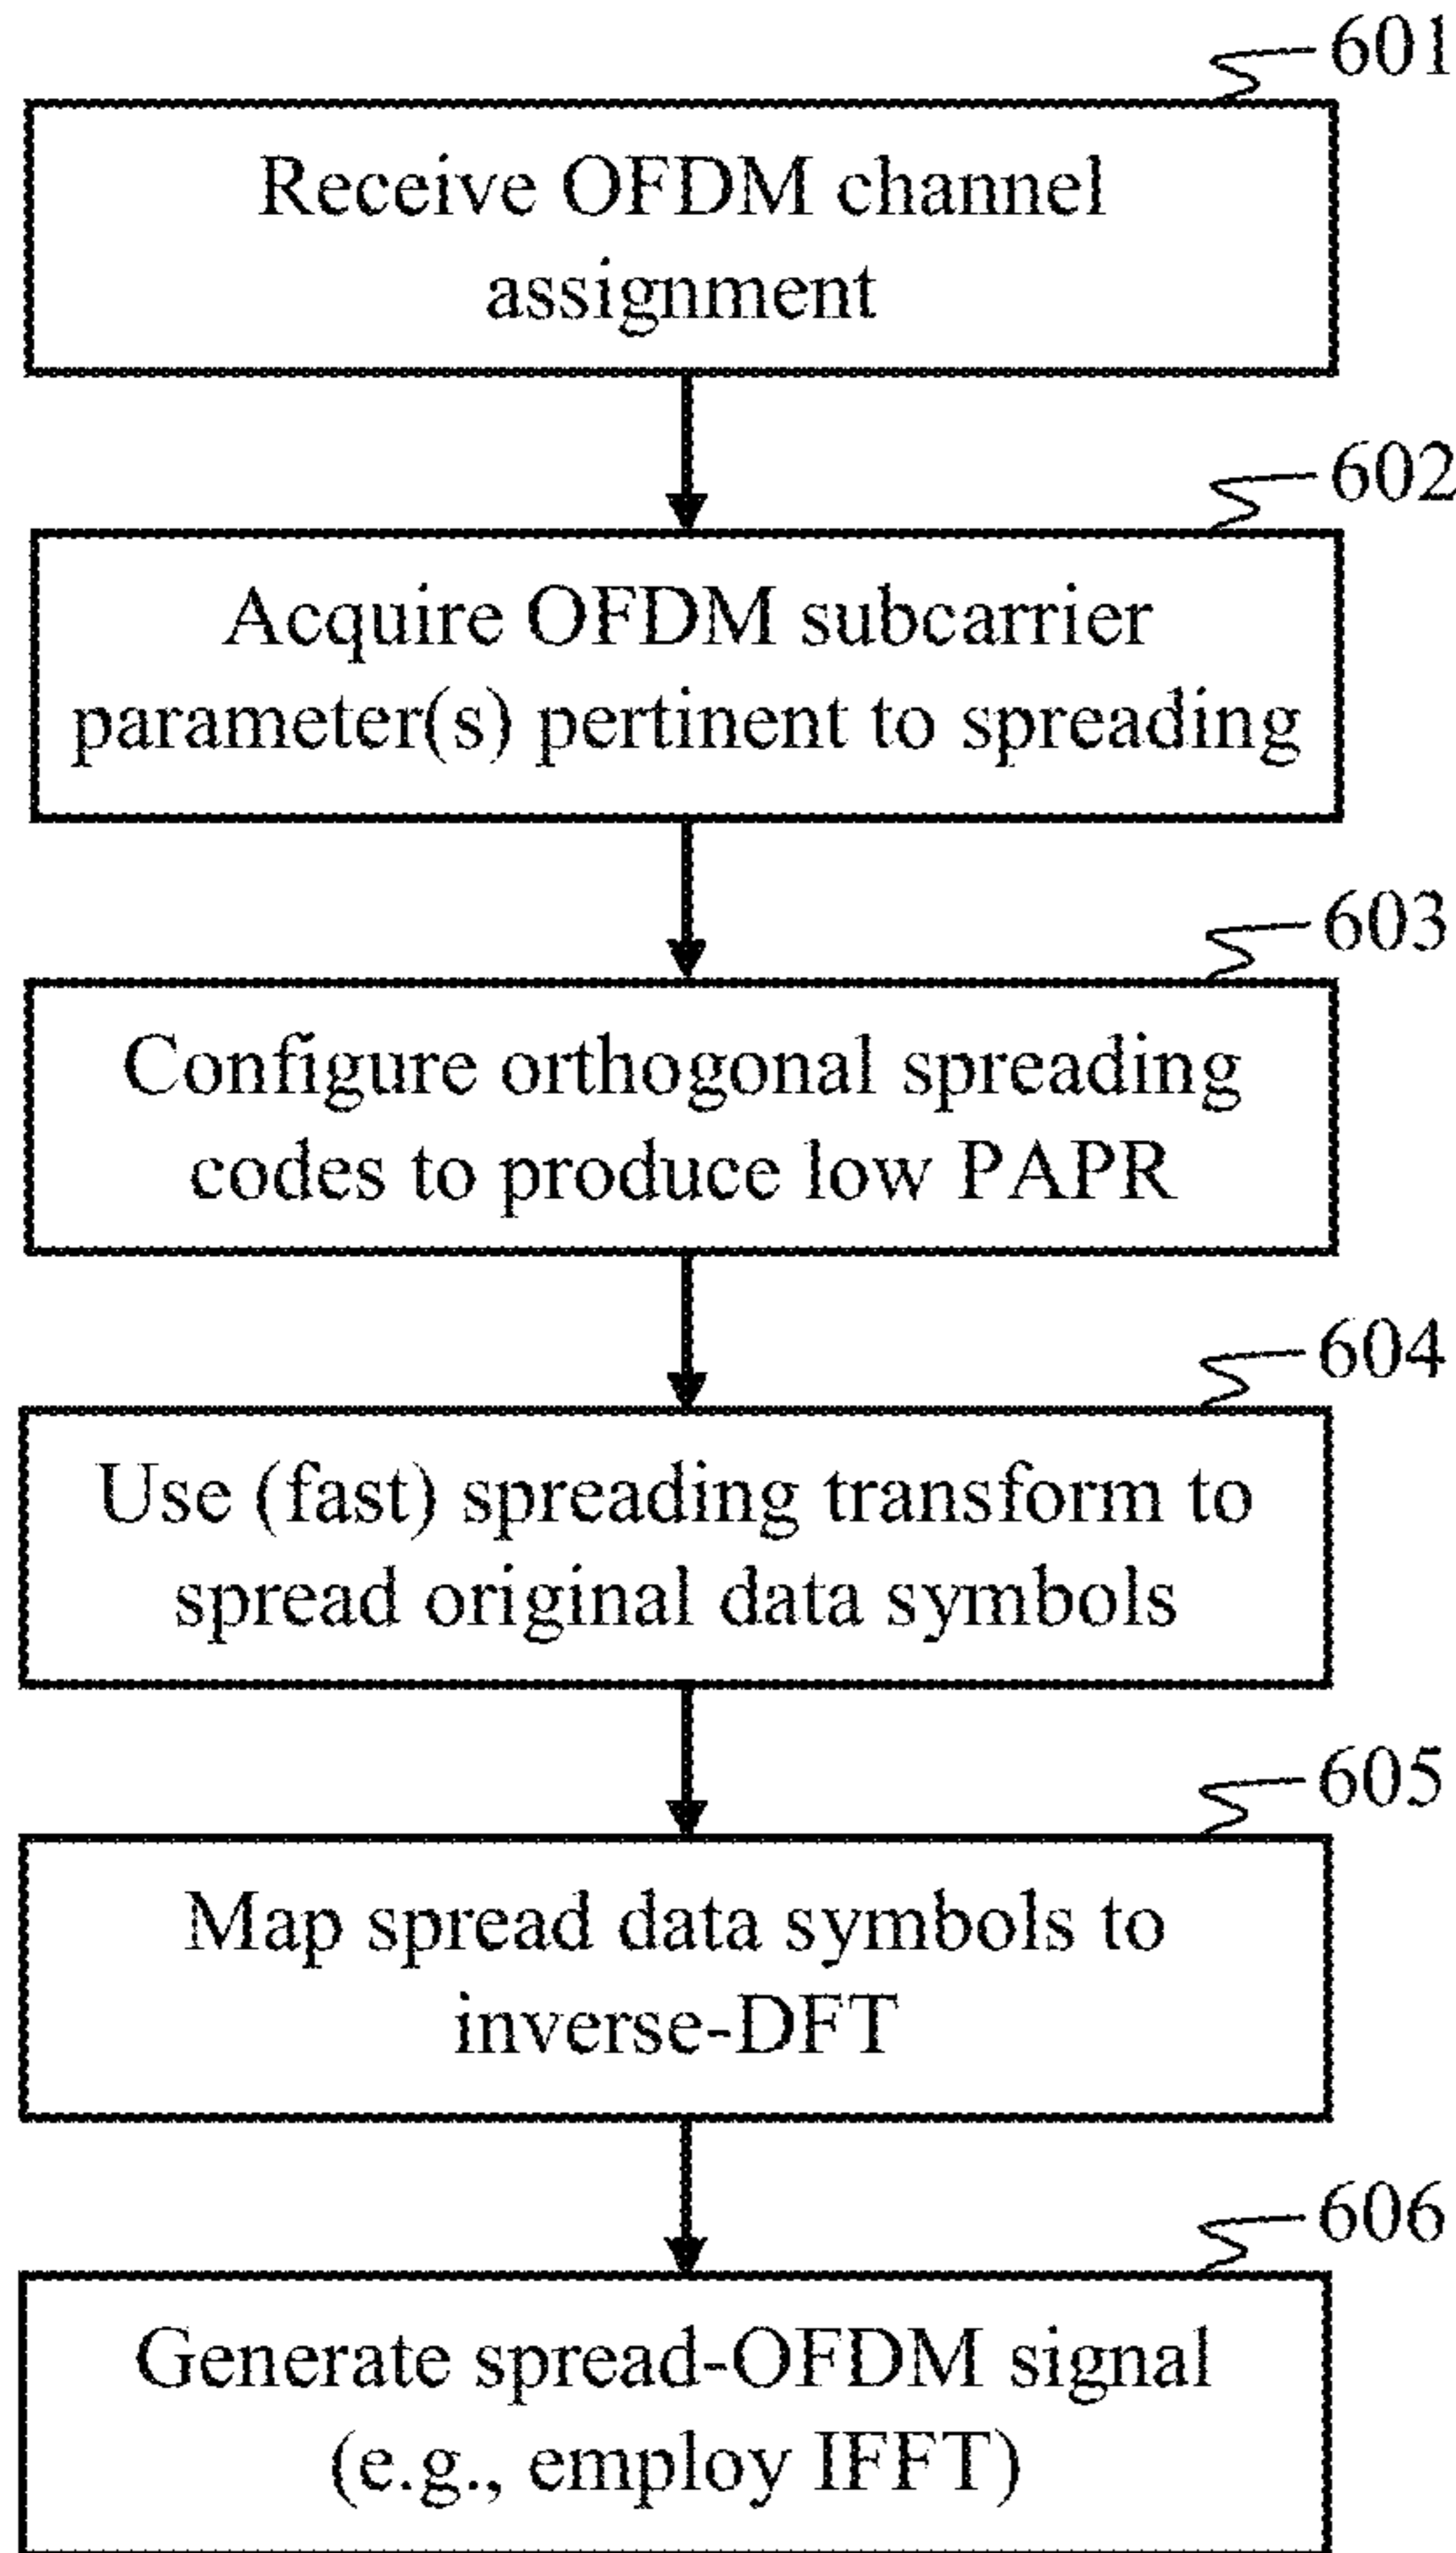 601
Receive OFDM channel
assignment
602
Acquire OFDM subcarrier
parameter(s) pertinent to spreading
603
Configure orthogonal spreading
codes to produce low PAPR
604
Use (fast) spreading transform to
spread original data symbols
605
Map spread data symbols to
inverse-DFT
606
Generate spread-OFDM signal
(e.g., employ IFFT)